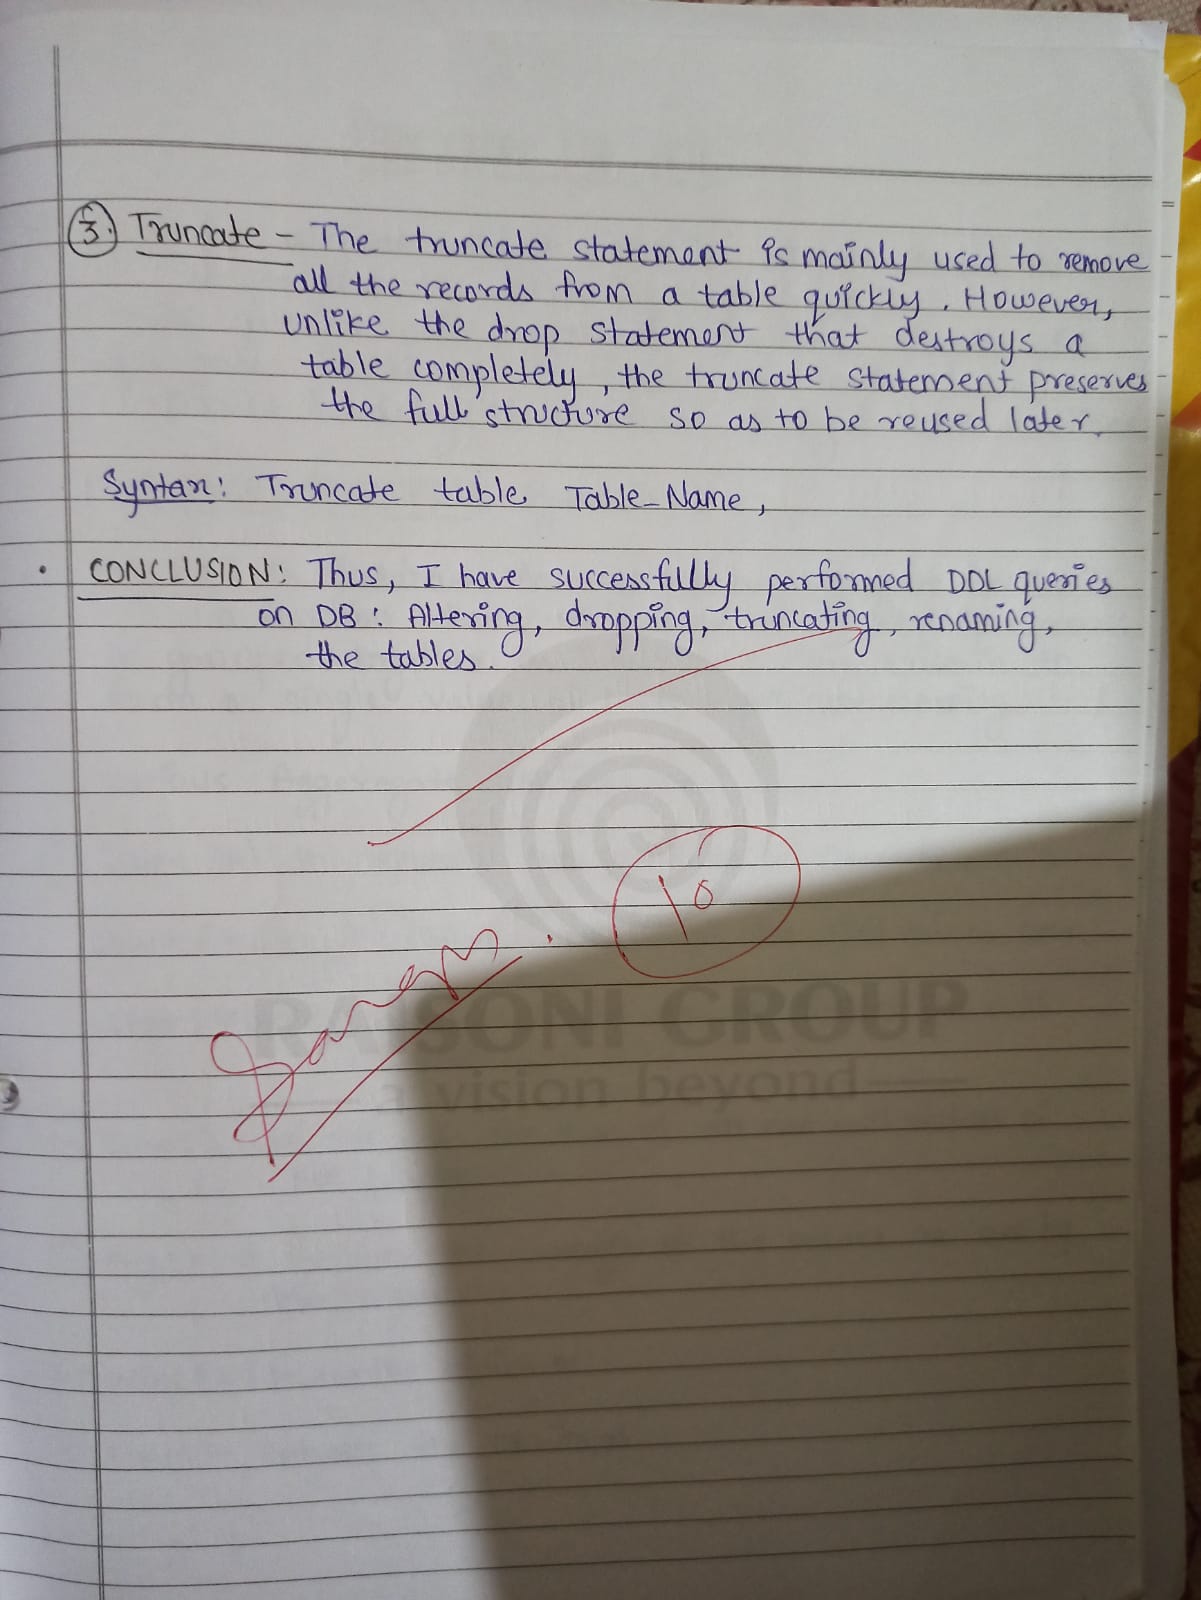 3. Truncate - The truncate statement is mainly used to remove
all the records from a table quickly. However,
unlike the drop statement that destroys a
table completely, the truncate statement preserves
the full structure so as to be reused later.
Syntax: Truncate table Table_Name,
• CONCLUSION: Thus, I have successfully performed DDL queries
on DB: Altering, dropping, truncating, renaming,
the tables.
10
RAISONI GROUP
a vision beyond